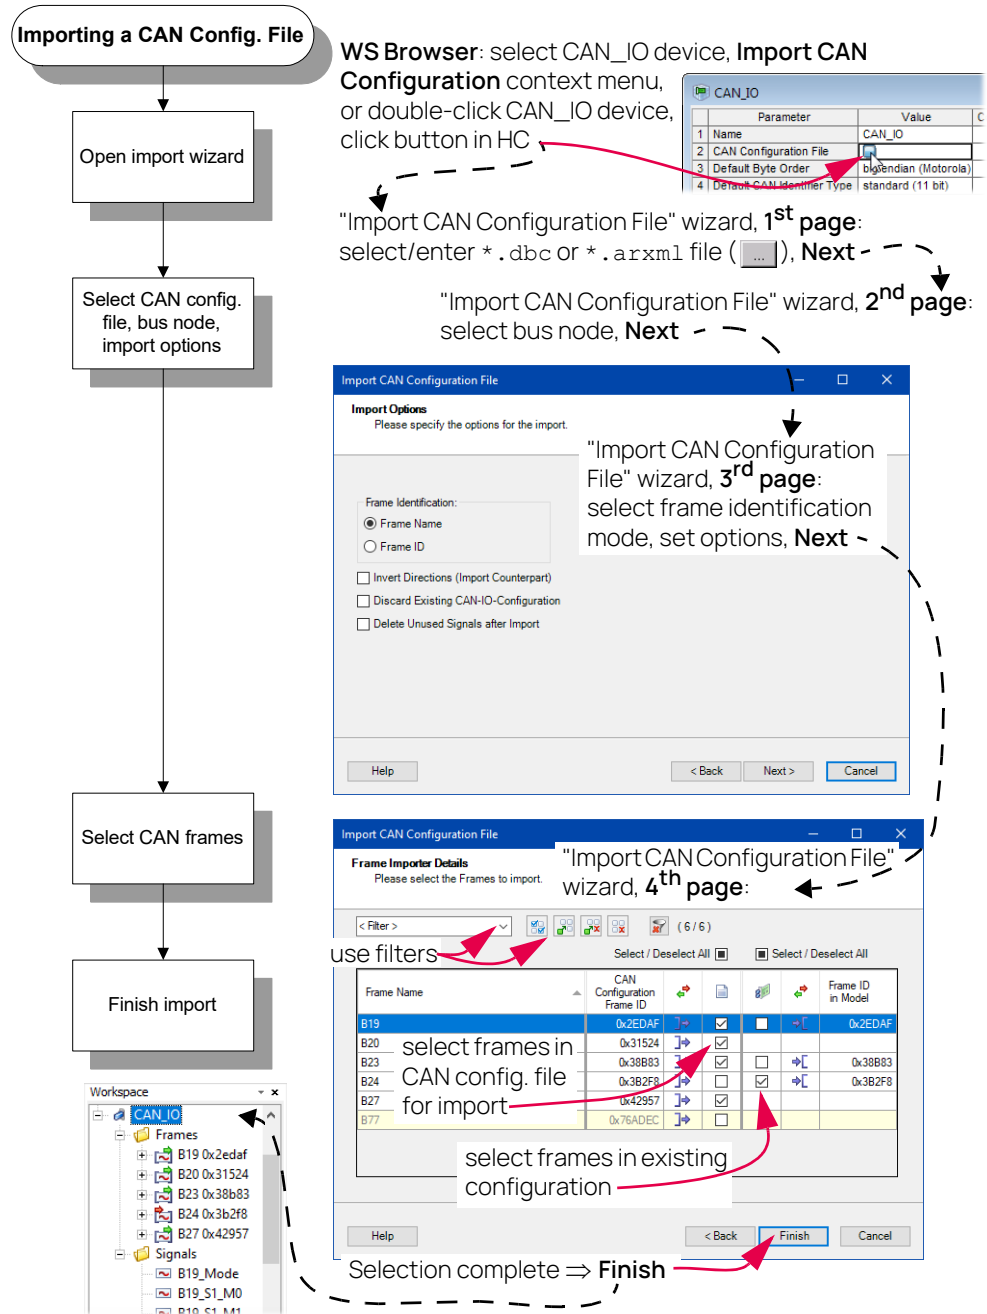 Importing a CAN Config. File
WS Browser: select CAN_IO device, Import CAN
Configuration context menu,
or double-click CAN_IO device,
click button in HC
CAN_IO
Parameter Value
1 Name CAN_IO
2 CAN Configuration File
3 Default Byte Order big endian (Motorola)
4 Default CAN Identifier Type standard (11 bit)
Open import wizard
"Import CAN Configuration File" wizard, 1st page:
select/enter *.dbc or *.arxml file ( ... ), Next
Select CAN config.
file, bus node,
import options
"Import CAN Configuration File" wizard, 2nd page:
select bus node, Next
Import CAN Configuration File
Import Options
Please specify the options for the import.
"Import CAN Configuration
File" wizard, 3rd page:
select frame identification
mode, set options, Next
Frame Identification:
Frame Name
Frame ID
Invert Directions (Import Counterpart)
Discard Existing CAN-IO-Configuration
Delete Unused Signals after Import
Help < Back Next > Cancel
Select CAN frames
Import CAN Configuration File
Frame Importer Details
Please select the Frames to import.
"Import CAN Configuration File"
wizard, 4th page:
< Filter > ( 6 / 6 )
use filters
Select / Deselect All Select / Deselect All
Frame Name CAN Configuration Frame ID Frame ID in Model
B19 0x2EDAF 0x2EDAF
B20 0x31524
B23 0x38B83 0x38B83
B24 0x3B2F8 0x3B2F8
B27 0x42957
B77 0x76ADEC
select frames in
CAN config. file
for import
select frames in existing
configuration
Help < Back Finish Cancel
Selection complete ⇒ Finish
Finish import
Workspace
CAN_IO
Frames
B19 0x2edaf
B20 0x31524
B23 0x38b83
B24 0x3b2f8
B27 0x42957
Signals
B19_Mode
B19_S1_M0
B19_S1_M1